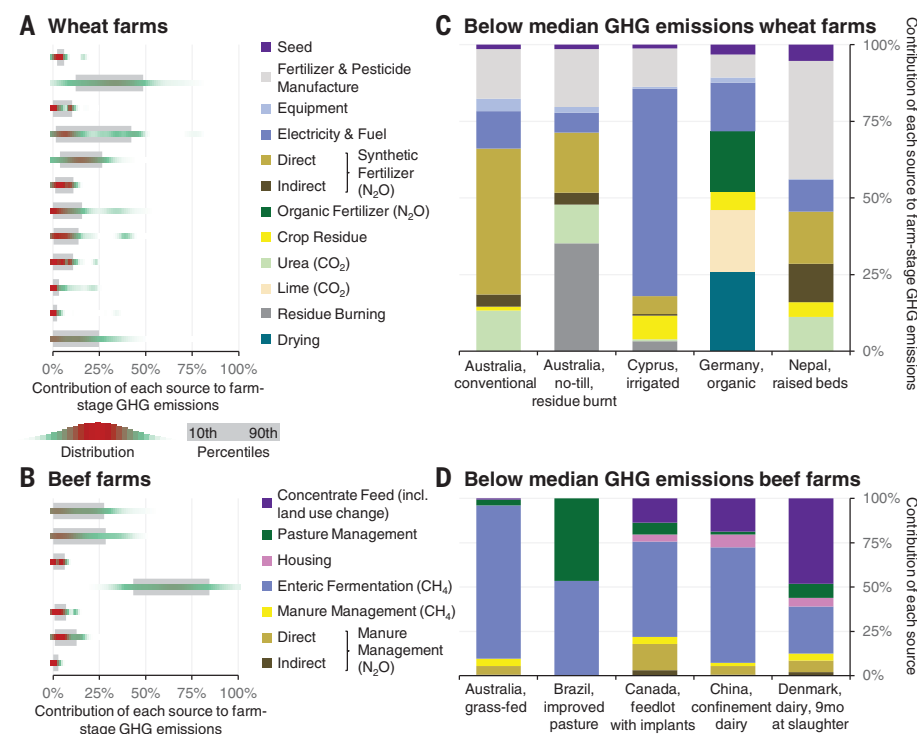 A Wheat farms
Seed
Fertilizer & Pesticide
Manufacture
Equipment
Electricity & Fuel
Direct
Indirect
Synthetic
Fertilizer
(N₂O)
Organic Fertilizer (N₂O)
Crop Residue
Urea (CO₂)
Lime (CO₂)
Residue Burning
Drying
0% 25% 50% 75% 100%
Contribution of each source to farm-
stage GHG emissions
Distribution
10th 90th
Percentiles
B Beef farms
Concentrate Feed (incl.
land use change)
Pasture Management
Housing
Enteric Fermentation (CH₄)
Manure Management (CH₄)
Direct
Indirect
Manure
Management
(N₂O)
0% 25% 50% 75% 100%
Contribution of each source to farm-
stage GHG emissions
C Below median GHG emissions wheat farms
100%
75%
50%
25%
0%
Contribution of each source to farm-stage GHG emissions
Australia,
conventional
Australia,
no-till,
residue burnt
Cyprus,
irrigated
Germany,
organic
Nepal,
raised beds
D Below median GHG emissions beef farms
100%
75%
50%
25%
0%
Contribution of each source
Australia,
grass-fed
Brazil,
improved
pasture
Canada,
feedlot
with implants
China,
confinement
dairy
Denmark,
dairy, 9mo
at slaughter